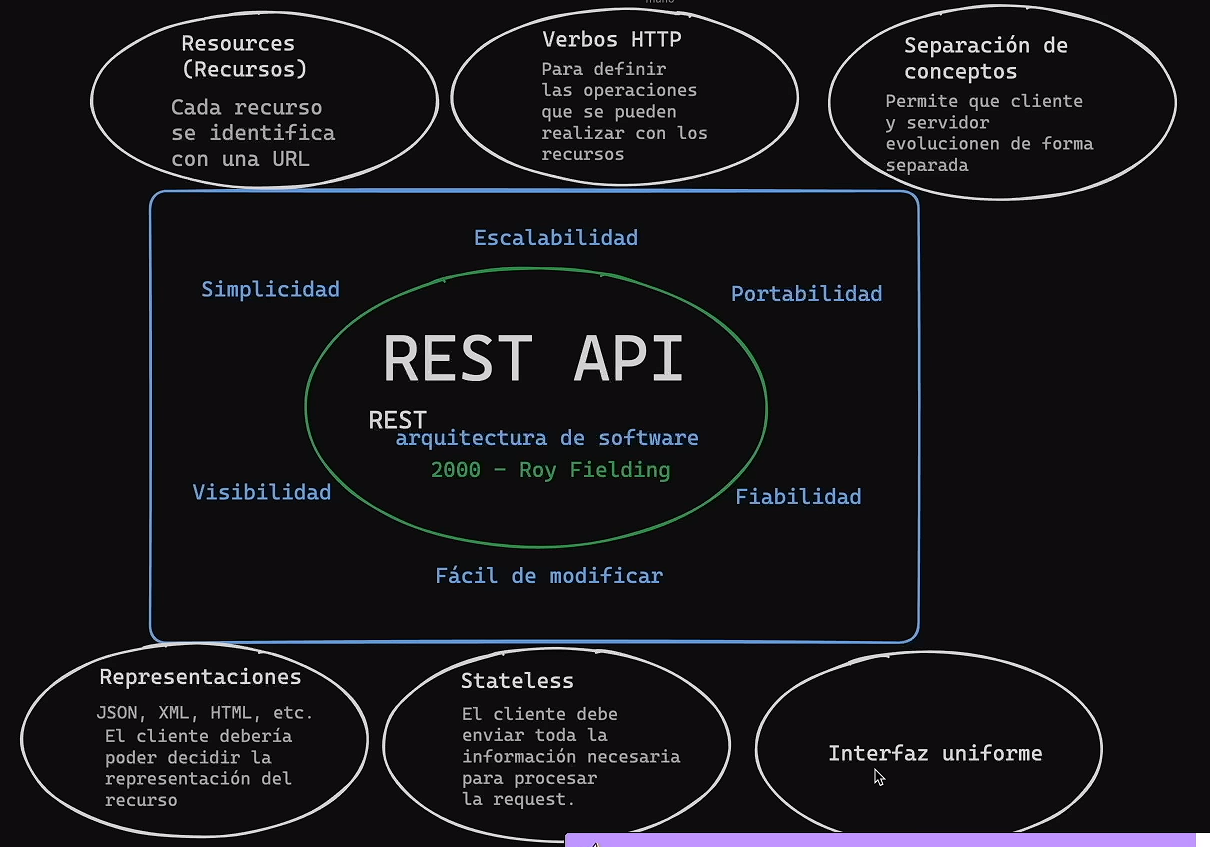 Resources
(Recursos)
Cada recurso
se identifica
con una URL
Verbos HTTP
Para definir
las operaciones
que se pueden
realizar con los
recursos
Separación de
conceptos
Permite que cliente
y servidor
evolucionen de forma
separada
Escalabilidad
Simplicidad
Portabilidad
REST API
REST
arquitectura de software
2000 - Roy Fielding
Visibilidad
Fiabilidad
Fácil de modificar
Representaciones
JSON, XML, HTML, etc.
El cliente debería
poder decidir la
representación del
recurso
Stateless
El cliente debe
enviar toda la
información necesaria
para procesar
la request.
Interfaz uniforme